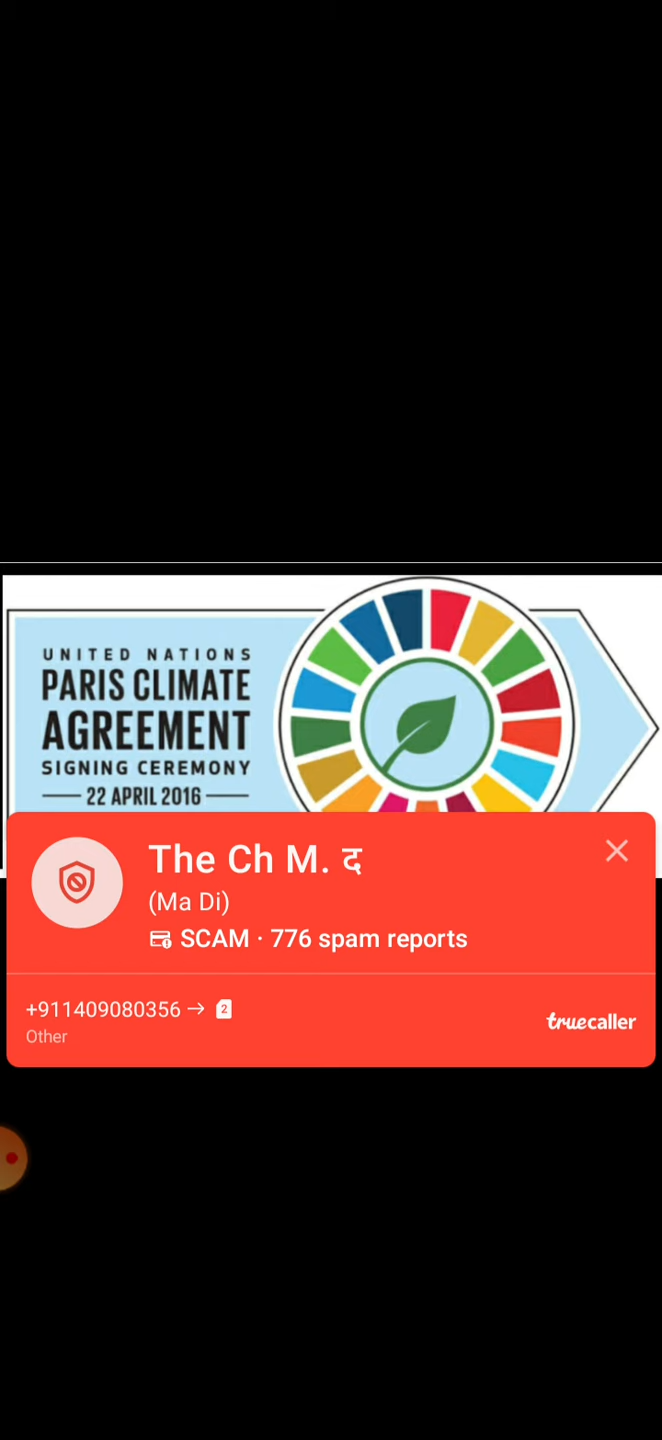 UNITED NATIONS
PARIS CLIMATE
AGREEMENT
SIGNING CEREMONY
22 APRIL 2016
The Ch M. द
(Ma Di)
SCAM · 776 spam reports
+911409080356 → 2
Other
truecaller